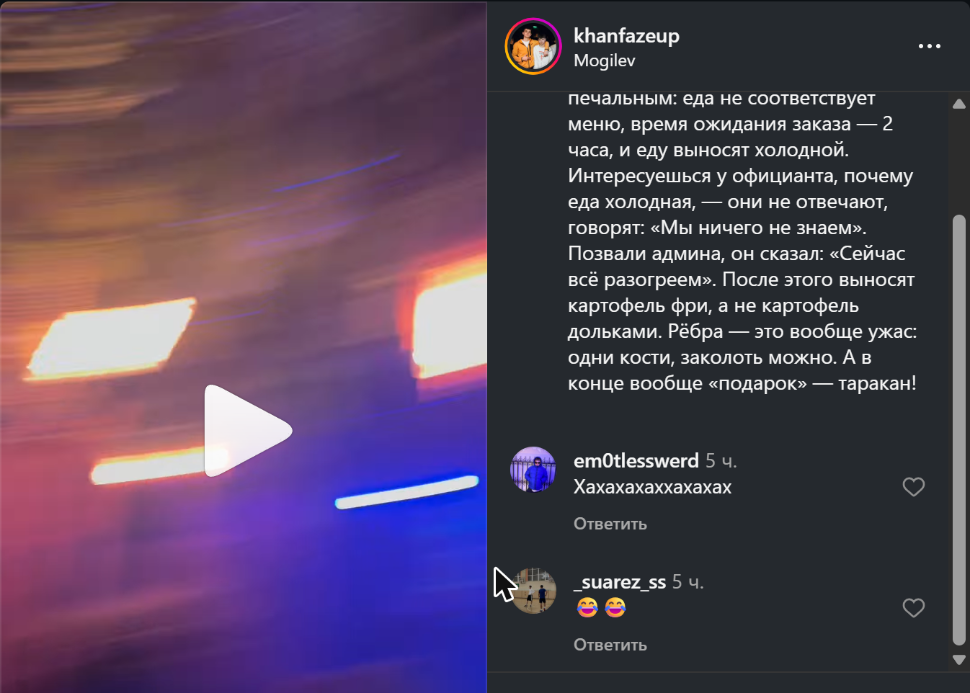 khanfazeup
Mogilev
печальным: еда не соответствует
меню, время ожидания заказа — 2
часа, и еду выносят холодной.
Интересуешься у официанта, почему
еда холодная, — они не отвечают,
говорят: «Мы ничего не знаем».
Позвали админа, он сказал: «Сейчас
всё разогреем». После этого выносят
картофель фри, а не картофель
дольками. Рёбра — это вообще ужас:
одни кости, заколоть можно. А в
конце вообще «подарок» — таракан!
em0tlesswerd 5 ч.
Хахахахаххахахах
Ответить
_suarez_ss 5 ч.
😂 😂
Ответить